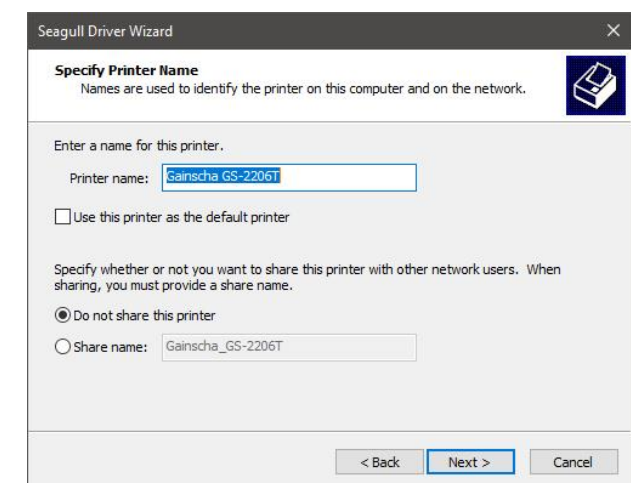 Seagull Driver Wizard
Specify Printer Name
Names are used to identify the printer on this computer and on the network.
Enter a name for this printer.
Printer name: Gainscha GS-2206T
Use this printer as the default printer
Specify whether or not you want to share this printer with other network users. When
sharing, you must provide a share name.
Do not share this printer
Share name: Gainscha_GS-2206T
< Back Next > Cancel